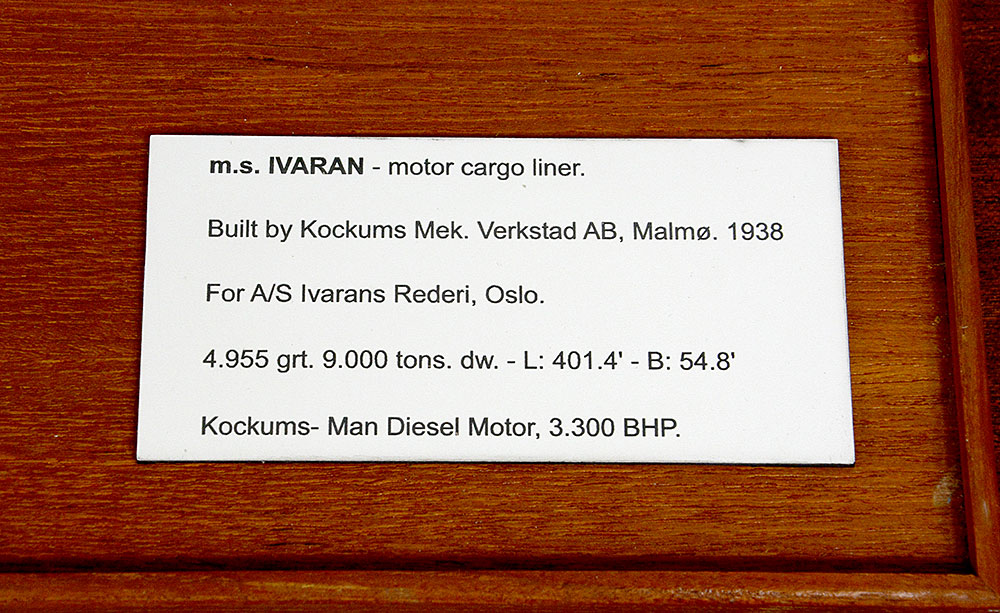 m.s. IVARAN - motor cargo liner.
Built by Kockums Mek. Verkstad AB, Malmø. 1938
For A/S Ivarans Rederi, Oslo.
4.955 grt. 9.000 tons. dw. - L: 401.4' - B: 54.8'
Kockums- Man Diesel Motor, 3.300 BHP.